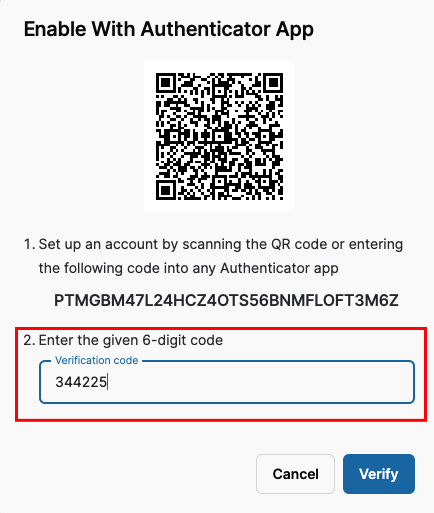 Enable With Authenticator App
1. Set up an account by scanning the QR code or entering
the following code into any Authenticator app
PTMGBM47L24HCZ4OTS56BNMFLOFT3M6Z
2. Enter the given 6-digit code
Verification code
344225
Cancel
Verify